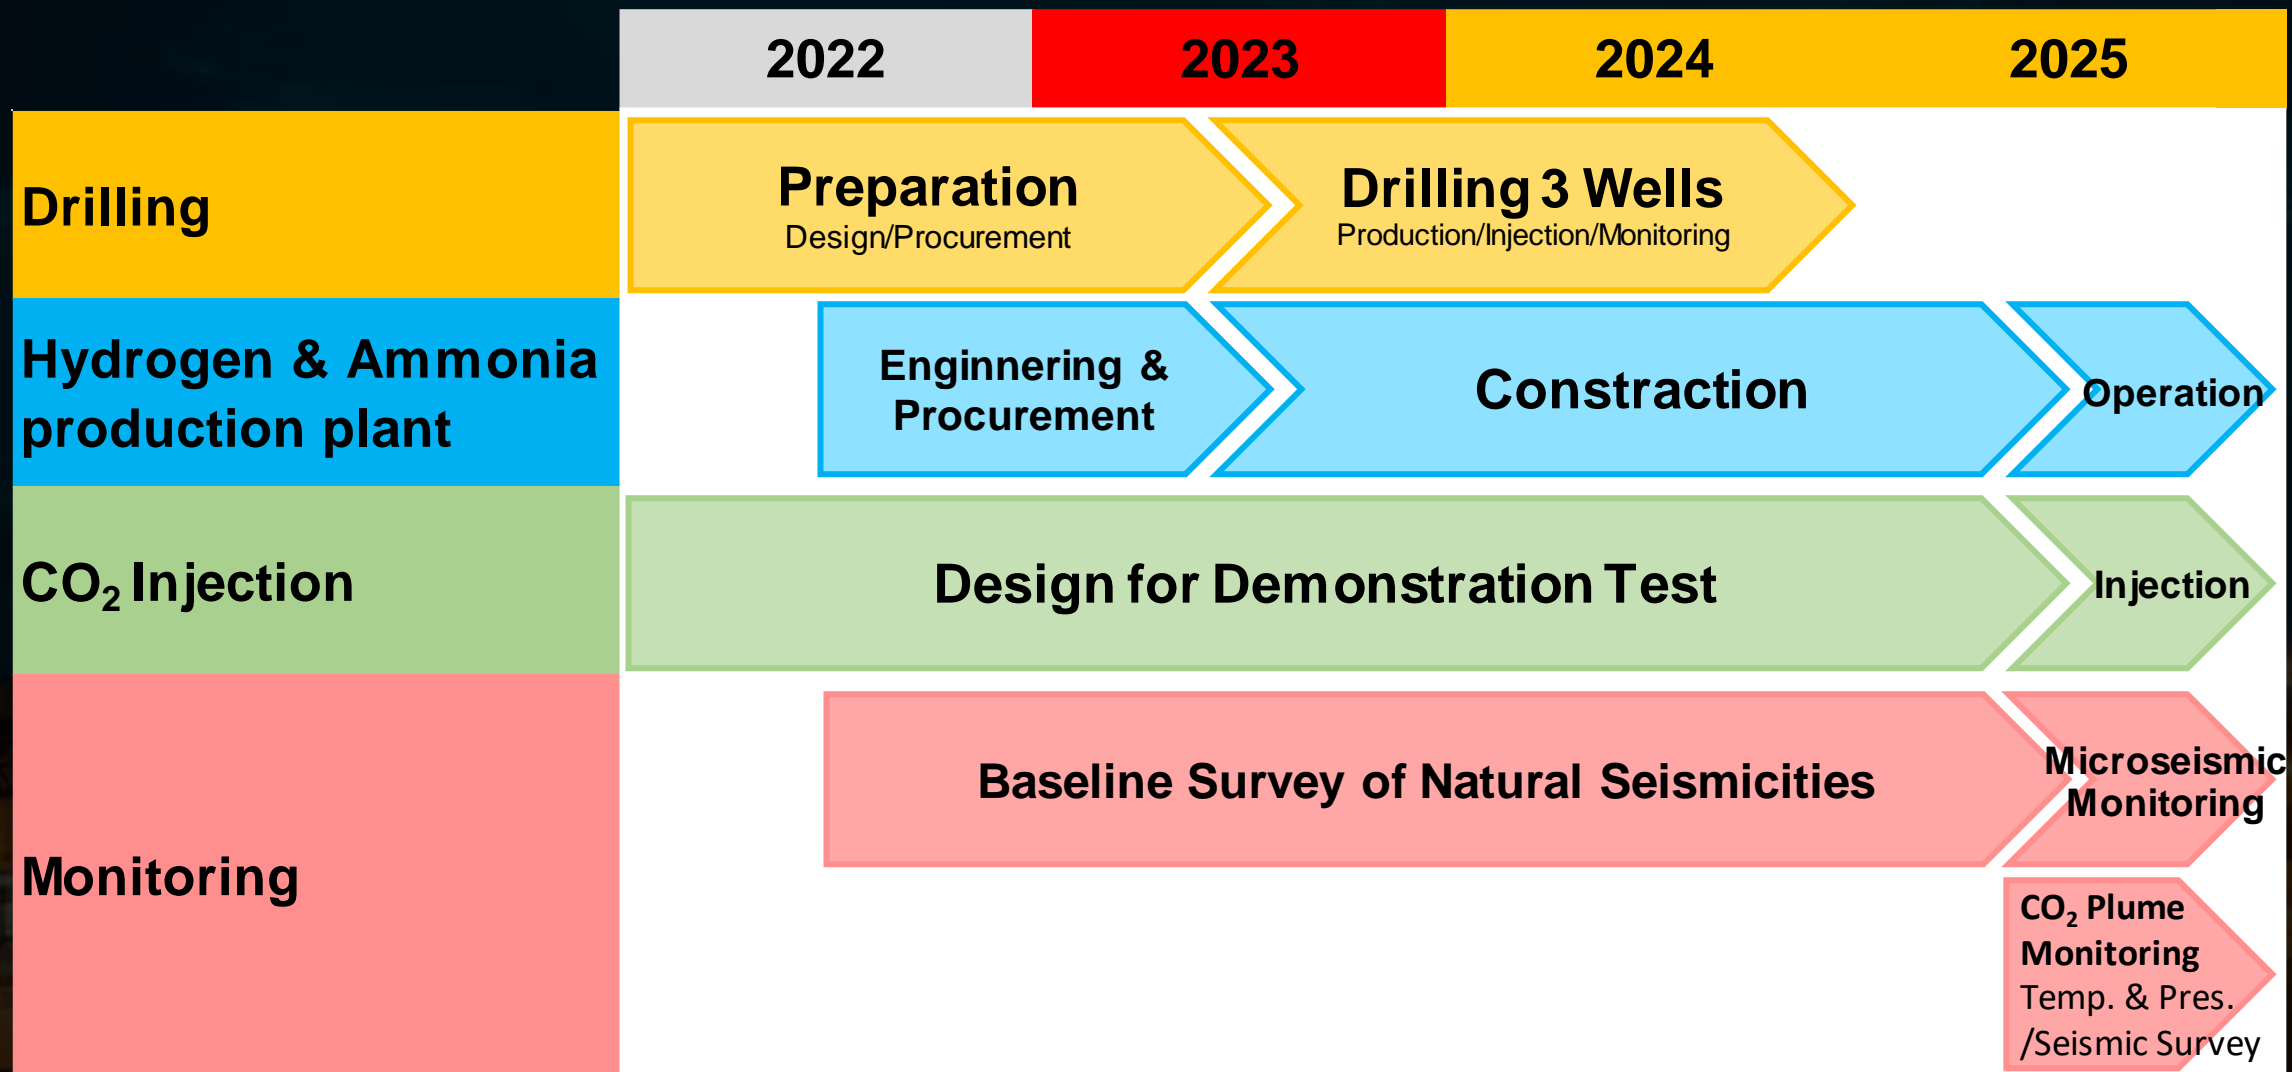 2022 2023 2024 2025
Drilling
Preparation
Design/Procurement
Drilling 3 Wells
Production/Injection/Monitoring
Hydrogen & Ammonia
production plant
Enginnering &
Procurement
Constraction
Operation
CO₂ Injection
Design for Demonstration Test
Injection
Monitoring
Baseline Survey of Natural Seismicities
Microseismic
Monitoring
CO₂ Plume
Monitoring
Temp. & Pres.
/Seismic Survey